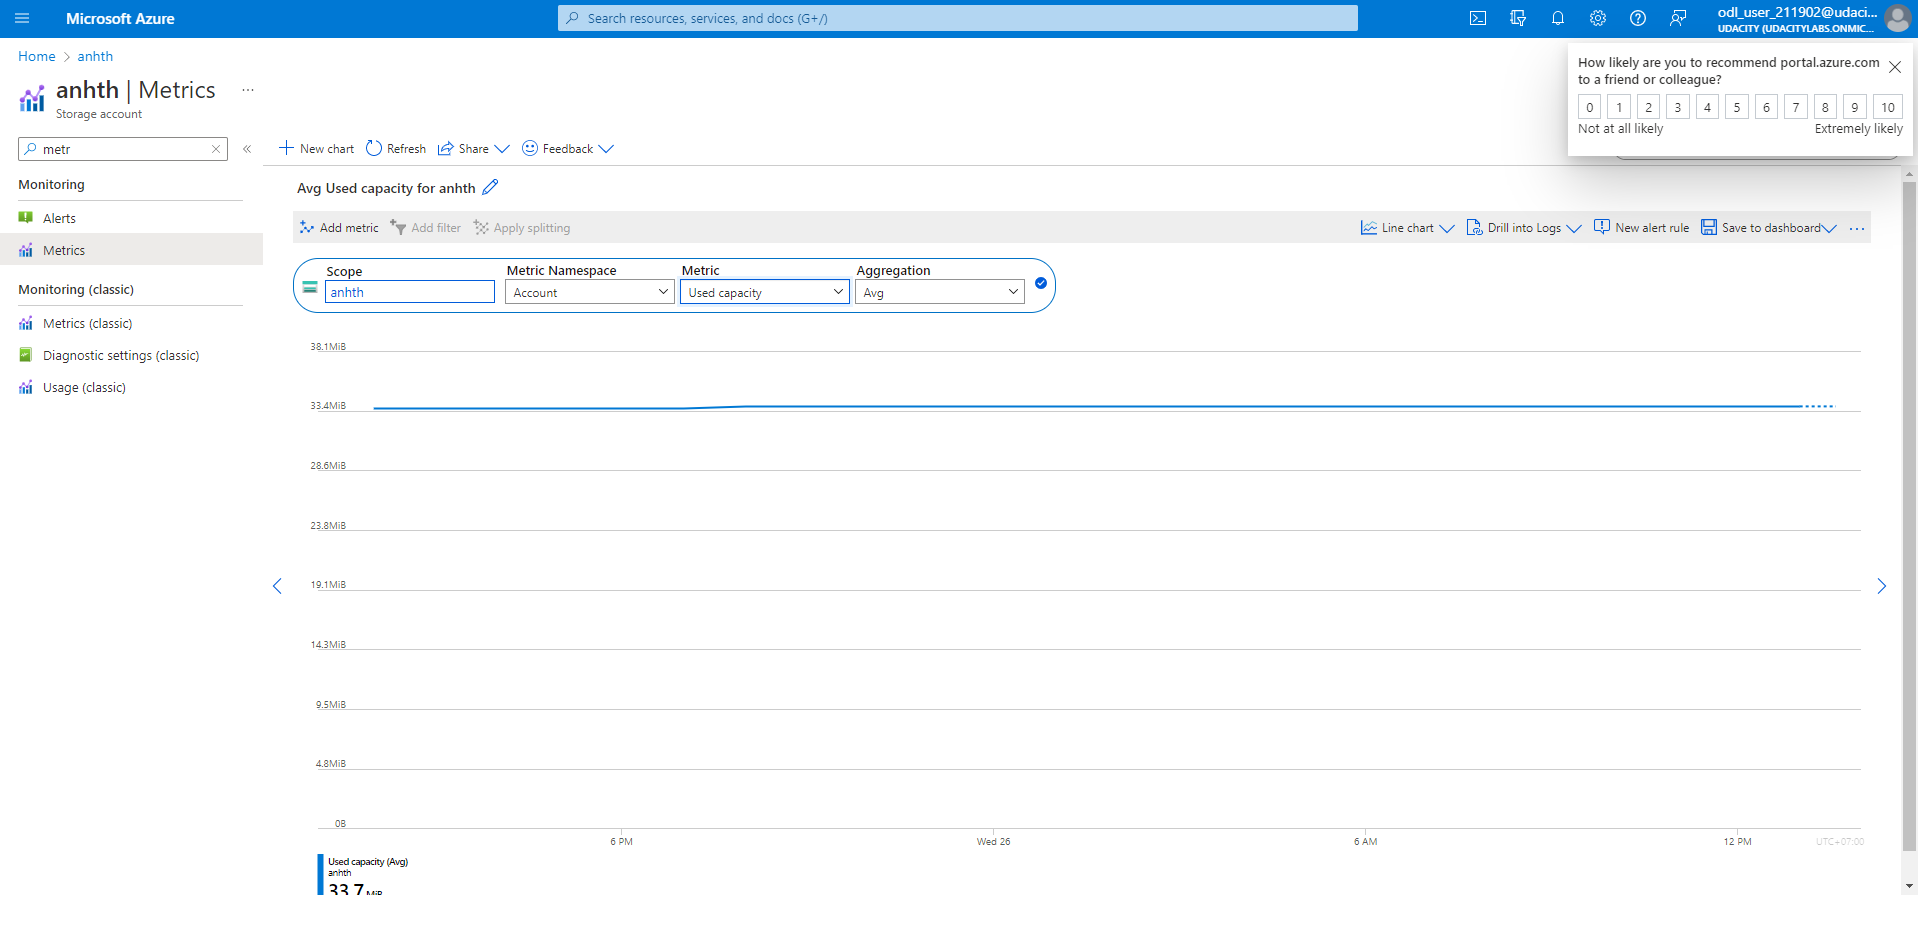 Microsoft Azure
Search resources, services, and docs (G+/)
odl_user_211902@udaci...
UDACITY (UDACITYLABS.ONMIC...
Home > anhth
How likely are you to recommend portal.azure.com
to a friend or colleague?
0 1 2 3 4 5 6 7 8 9 10
Not at all likely Extremely likely
anhth | Metrics ...
Storage account
metr
New chart Refresh Share Feedback
Monitoring
Alerts
Metrics
Monitoring (classic)
Metrics (classic)
Diagnostic settings (classic)
Usage (classic)
Avg Used capacity for anhth
Add metric Add filter Apply splitting Line chart Drill into Logs New alert rule Save to dashboard ...
Scope Metric Namespace Metric Aggregation
anhth Account Used capacity Avg
38.1MiB
33.4MiB
28.6MiB
23.8MiB
19.1MiB
14.3MiB
9.5MiB
4.8MiB
0B
6 PM Wed 26 6 AM 12 PM UTC+07:00
Used capacity (Avg)
anhth
33.7 MiB